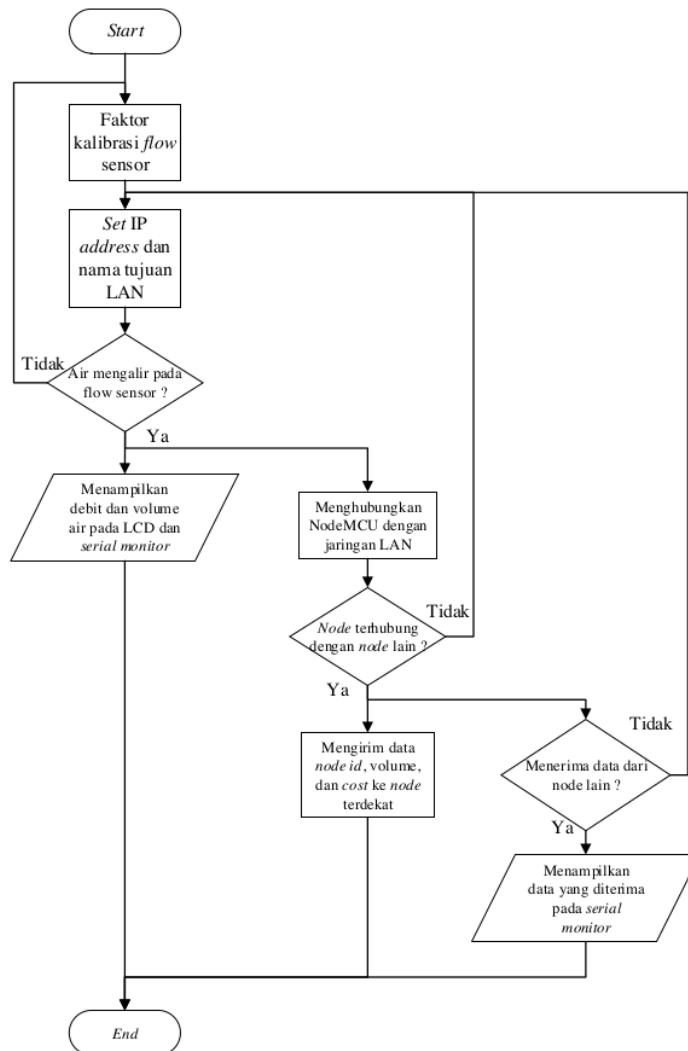 Start
Faktor
kalibrasi flow
sensor
Set IP
address dan
nama tujuan
LAN
Tidak
Air mengalir pada
flow sensor ?
Ya
Menampilkan
debit dan volume
air pada LCD dan
serial monitor
Menghubungkan
NodeMCU dengan
jaringan LAN
Tidak
Node terhubung
dengan node lain ?
Ya
Mengirim data
node id, volume,
dan cost ke node
terdekat
Tidak
Menerima data dari
node lain ?
Ya
Menampilkan
data yang diterima
pada serial
monitor
End